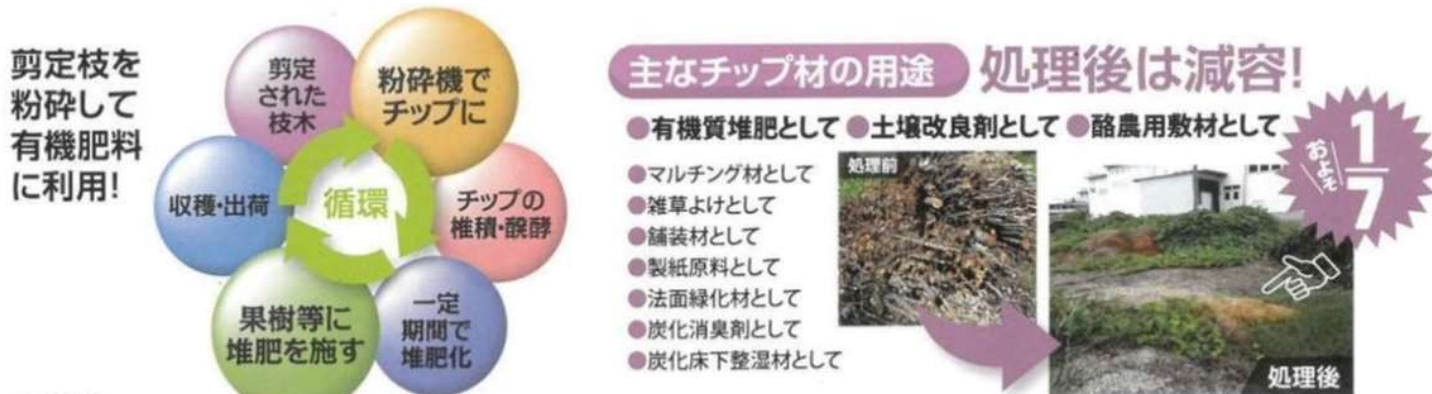 剪定枝を
粉砕して
有機肥料
に利用!
剪定
された
枝木
粉砕機で
チップに
チップの
堆積・醗酵
一定
期間で
堆肥化
果樹等に
堆肥を施す
収穫・出荷
循環
主なチップ材の用途
処理後は減容!
●有機質堆肥として ●土壌改良剤として ●酪農用敷材として
●マルチング材として
●雑草よけとして
●舗装材として
●製紙原料として
●法面緑化材として
●炭化消臭剤として
●炭化床下整湿材として
処理前
およそ
1
7
処理後